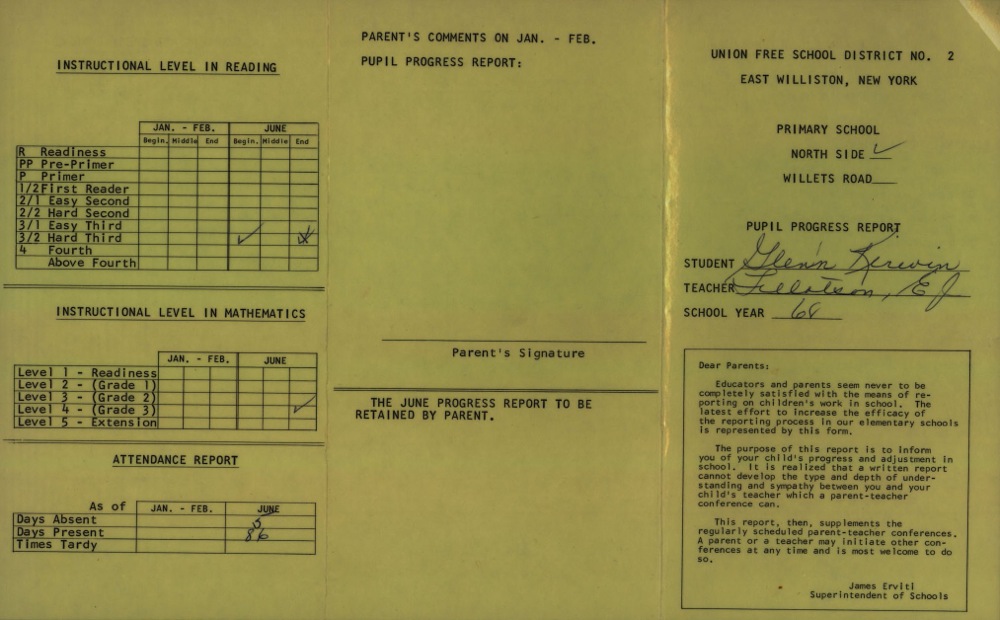 INSTRUCTIONAL LEVEL IN READING
JAN. - FEB. JUNE
Begin. Middle End Begin. Middle End
R Readiness
PP Pre-Primer
P Primer
1/2 First Reader
2/1 Easy Second
2/2 Hard Second
3/1 Easy Third
3/2 Hard Third ✓
4 Fourth
Above Fourth
INSTRUCTIONAL LEVEL IN MATHEMATICS
JAN. - FEB. JUNE
Level 1 - Readiness
Level 2 - (Grade 1)
Level 3 - (Grade 2)
Level 4 - (Grade 3) ✓
Level 5 - Extension
ATTENDANCE REPORT
As of JAN. - FEB. JUNE
Days Absent 5
Days Present 86
Times Tardy
PARENT'S COMMENTS ON JAN. - FEB.
PUPIL PROGRESS REPORT:
Parent's Signature
THE JUNE PROGRESS REPORT TO BE
RETAINED BY PARENT.
UNION FREE SCHOOL DISTRICT NO. 2
EAST WILLISTON, NEW YORK
PRIMARY SCHOOL
NORTH SIDE ✓
WILLETS ROAD
PUPIL PROGRESS REPORT
STUDENT Glenn Kerwin
TEACHER Tillotson, EJ
SCHOOL YEAR 68
Dear Parents:
Educators and parents seem never to be
completely satisfied with the means of re-
porting on children's work in school. The
latest effort to increase the efficacy of
the reporting process in our elementary schools
is represented by this form.
The purpose of this report is to inform
you of your child's progress and adjustment in
school. It is realized that a written report
cannot develop the type and depth of under-
standing and sympathy between you and your
child's teacher which a parent-teacher
conference can.
This report, then, supplements the
regularly scheduled parent-teacher conferences.
A parent or a teacher may initiate other con-
ferences at any time and is most welcome to do
so.
James Erviti
Superintendent of Schools